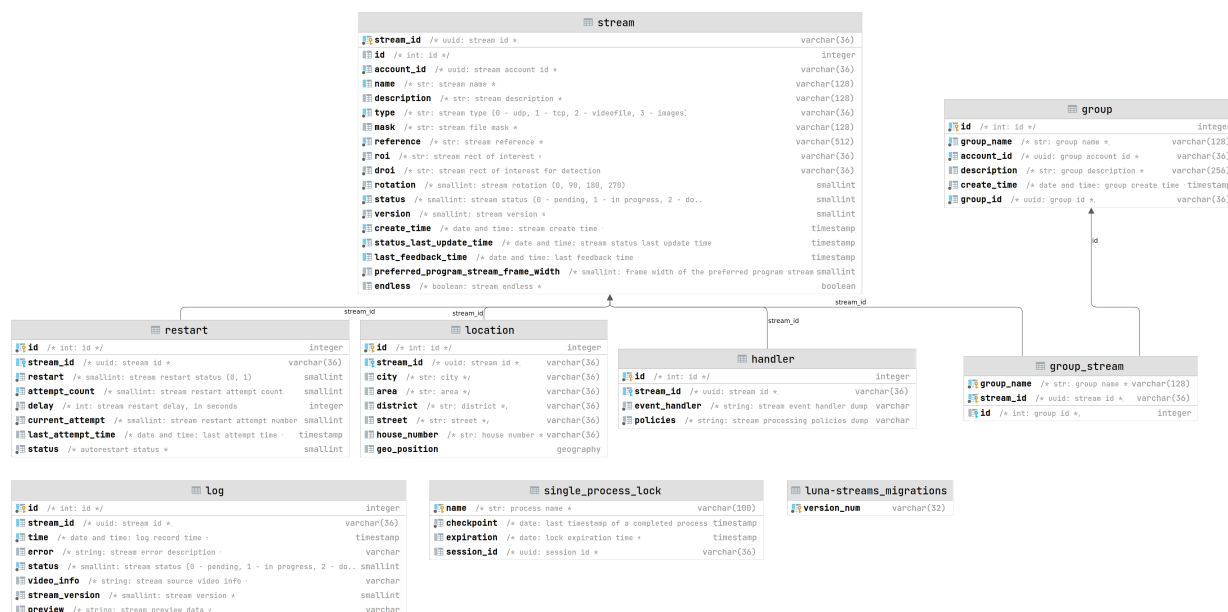 stream
stream_id /* uuid: stream id * varchar(36)
id /* int: id */ integer
account_id /* uuid: stream account id * varchar(36)
name /* str: stream name * varchar(128)
description /* str: stream description * varchar(128)
type /* str: stream type (0 - udp, 1 - tcp, 2 - videofile, 3 - images) varchar(36)
mask /* str: stream file mask * varchar(128)
reference /* str: stream reference * varchar(512)
roi /* str: stream rect of interest varchar(36)
droi /* str: stream rect of interest for detection varchar(36)
rotation /* smallint: stream rotation (0, 90, 180, 270) smallint
status /* smallint: stream status (0 - pending, 1 - in progress, 2 - do.. smallint
version /* smallint: stream version * smallint
create_time /* date and time: stream create time timestamp
status_last_update_time /* date and time: stream status last update time timestamp
last_feedback_time /* date and time: last feedback time timestamp
preferred_program_stream_frame_width /* smallint: frame width of the preferred program stream smallint
endless /* boolean: stream endless * boolean
group
id /* int: id */ integer
group_name /* str: group name * varchar(128)
account_id /* uuid: group account id * varchar(36)
description /* str: group description * varchar(256)
create_time /* date and time: group create time timestamp
group_id /* uuid: group id * varchar(36)
id
stream_id
stream_id
stream_id
stream_id
restart
id /* int: id */ integer
stream_id /* uuid: stream id * varchar(36)
restart /* smallint: stream restart status (0, 1) smallint
attempt_count /* smallint: stream restart attempt count smallint
delay /* int: stream restart delay, in seconds integer
current_attempt /* smallint: stream restart attempt number smallint
last_attempt_time /* date and time: last attempt time timestamp
status /* autorestart status * smallint
location
id /* int: id */ integer
stream_id /* uuid: stream id * varchar(36)
city /* str: city */ varchar(36)
area /* str: area */ varchar(36)
district /* str: district * varchar(36)
street /* str: street */ varchar(36)
house_number /* str: house number * varchar(36)
geo_position geography
handler
id /* int: id */ integer
stream_id /* uuid: stream id * varchar(36)
event_handler /* string: stream event handler dump varchar
policies /* string: stream processing policies dump varchar
group_stream
group_name /* str: group name * varchar(128)
stream_id /* uuid: stream id * varchar(36)
id /* int: group id * integer
log
id /* int: id */ integer
stream_id /* uuid: stream id * varchar(36)
time /* date and time: log record time timestamp
error /* string: stream error description varchar
status /* smallint: stream status (0 - pending, 1 - in progress, 2 - do.. smallint
video_info /* string: stream source video info varchar
stream_version /* smallint: stream version * smallint
preview /* string: stream preview data varchar
single_process_lock
name /* str: process name * varchar(100)
checkpoint /* date: last timestamp of a completed process timestamp
expiration /* date: lock expiration time * timestamp
session_id /* uuid: session id * varchar(36)
luna-streams_migrations
version_num varchar(32)